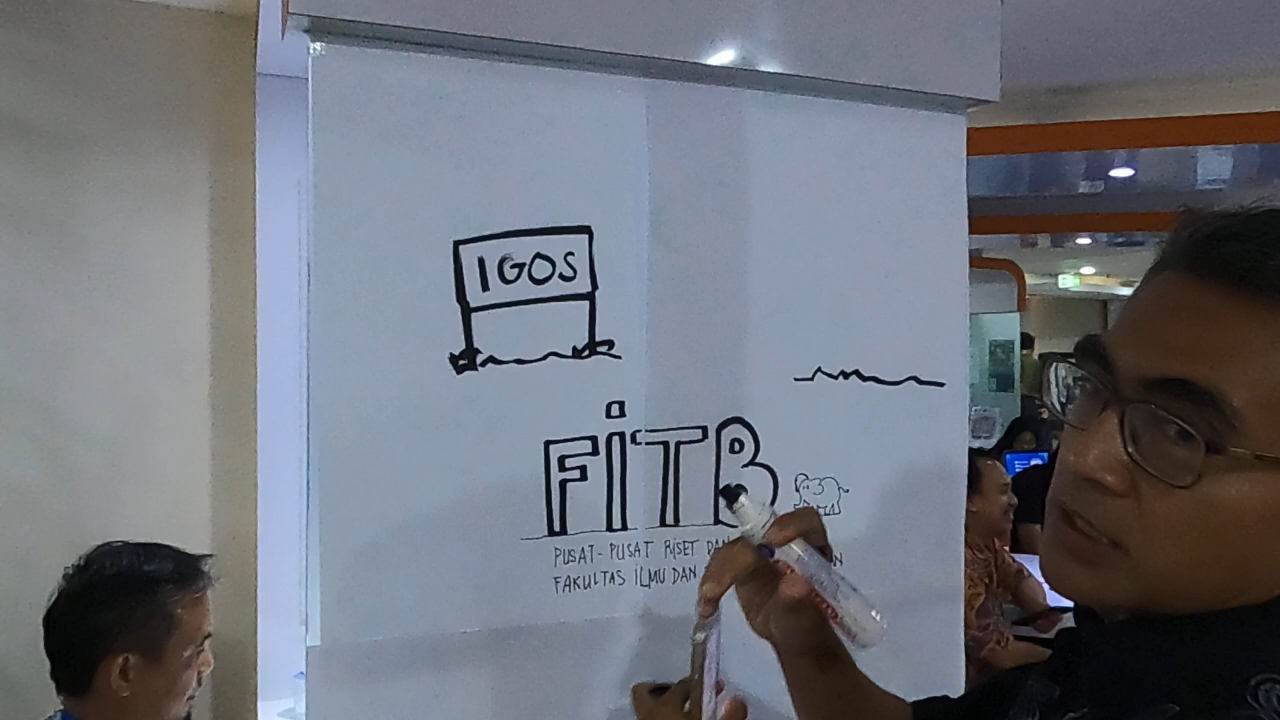 IGOS
FiTB
PUSAT-PUSAT RiSET DAN
FAKULTAS iLMU DAN